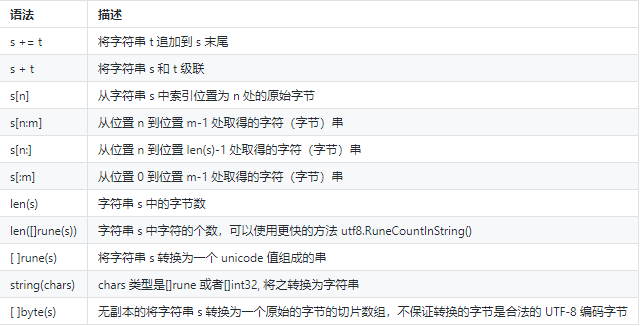 语法 描述
s += t 将字符串 t 追加到 s 末尾
s + t 将字符串 s 和 t 级联
s[n] 从字符串 s 中索引位置为 n 处的原始字节
s[n:m] 从位置 n 到位置 m-1 处取得的字符（字节）串
s[n:] 从位置 n 到位置 len(s)-1 处取得的字符（字节）串
s[:m] 从位置 0 到位置 m-1 处取得的字符（字节）串
len(s) 字符串 s 中的字节数
len([]rune(s)) 字符串 s 中字符的个数，可以使用更快的方法 utf8.RuneCountInString()
[ ]rune(s) 将字符串 s 转换为一个 unicode 值组成的串
string(chars) chars 类型是[]rune 或者[]int32, 将之转换为字符串
[ ]byte(s) 无副本的将字符串 s 转换为一个原始的字节的切片数组，不保证转换的字节是合法的 UTF-8 编码字节